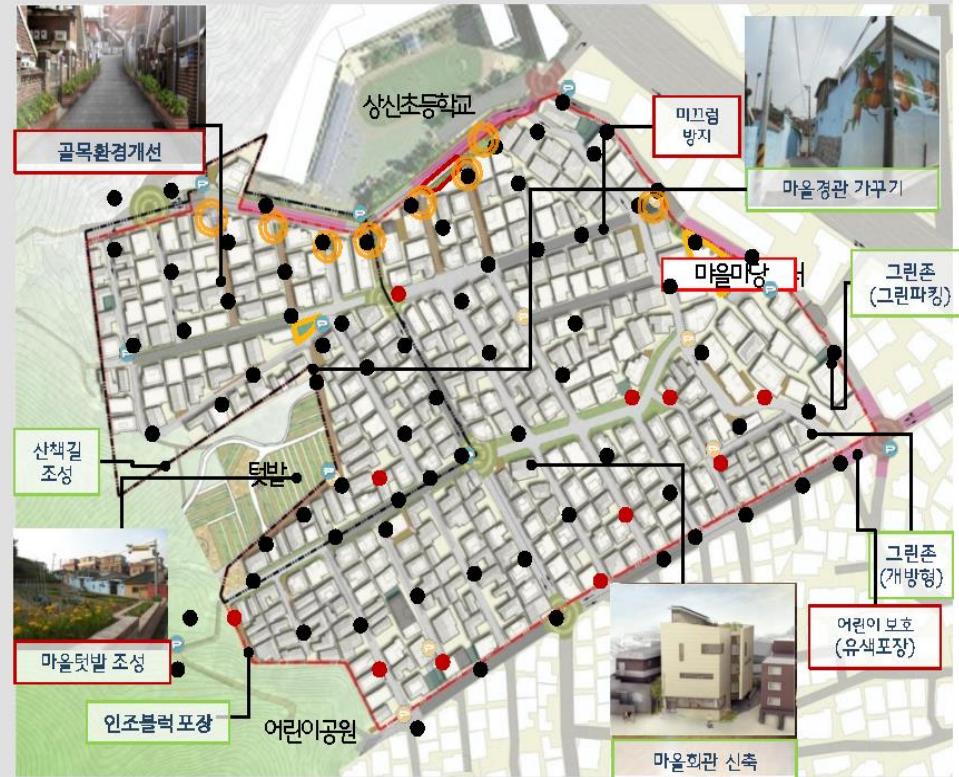 상신초등학교
미끄럼
방지
골목환경개선
마을경관 가꾸기
마을마당
그린존
(그린파킹)
산책길
조성
텃밭
그린존
(개방형)
어린이 보호
(유색포장)
마을텃밭 조성
인조블럭포장
어린이공원
마을회관 신축